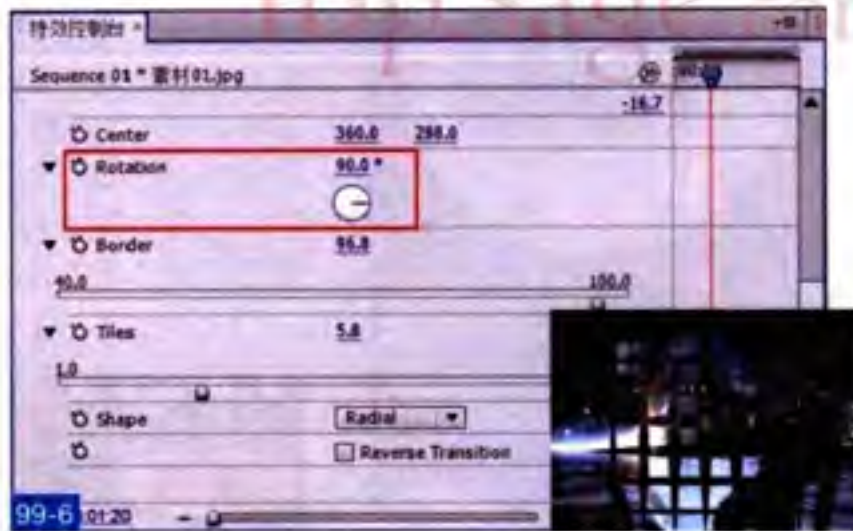 特效控制台
Sequence 01 * 素材01.jpg
00:00
-16.7
Center 360.0 288.0
Rotation 90.0 °
Border 96.8
40.0 100.0
Tiles 5.8
1.0
Shape Radial
Reverse Transition
99-6 :01:20